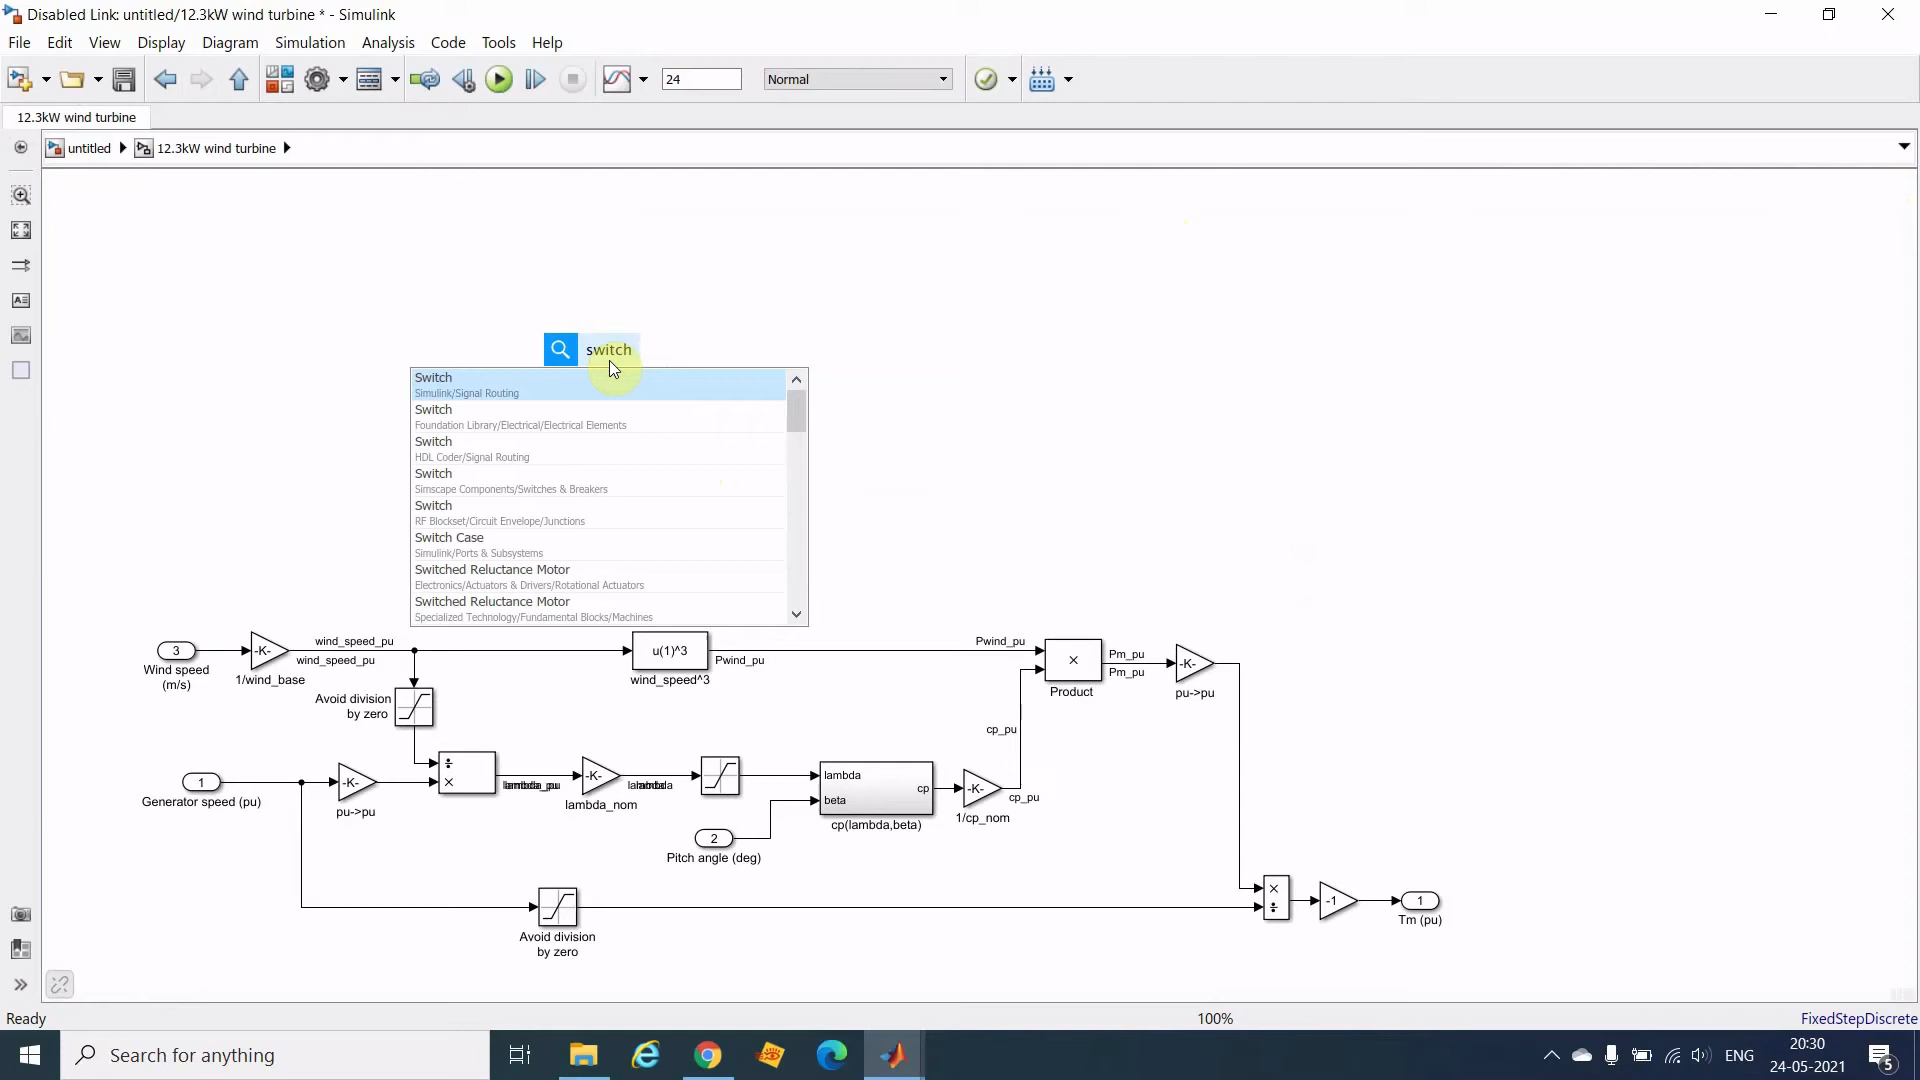 Disabled Link: untitled/12.3kW wind turbine * - Simulink
File Edit View Display Diagram Simulation Analysis Code Tools Help
24
Normal
12.3kW wind turbine
untitled 12.3kW wind turbine
switch
Switch
Simulink/Signal Routing
Switch
Foundation Library/Electrical/Electrical Elements
Switch
HDL Coder/Signal Routing
Switch
Simscape Components/Switches & Breakers
Switch
RF Blockset/Circuit Envelope/Junctions
Switch Case
Simulink/Ports & Subsystems
Switched Reluctance Motor
Electronics/Actuators & Drivers/Rotational Actuators
Switched Reluctance Motor
Specialized Technology/Fundamental Blocks/Machines
3
Wind speed
(m/s)
-K-
1/wind_base
wind_speed_pu
wind_speed_pu
u(1)^3
wind_speed^3
Pwind_pu
Pwind_pu
×
Product
Pm_pu
Pm_pu
-K-
pu->pu
Avoid division
by zero
cp_pu
1
Generator speed (pu)
-K-
pu->pu
÷
×
lambda_pu
-K-
lambda_nom
lambda
lambda
beta
cp
cp(lambda,beta)
-K-
1/cp_nom
cp_pu
2
Pitch angle (deg)
Avoid division
by zero
×
÷
-1
1
Tm (pu)
Ready
100%
FixedStepDiscrete
Search for anything
ENG
20:30
24-05-2021
5